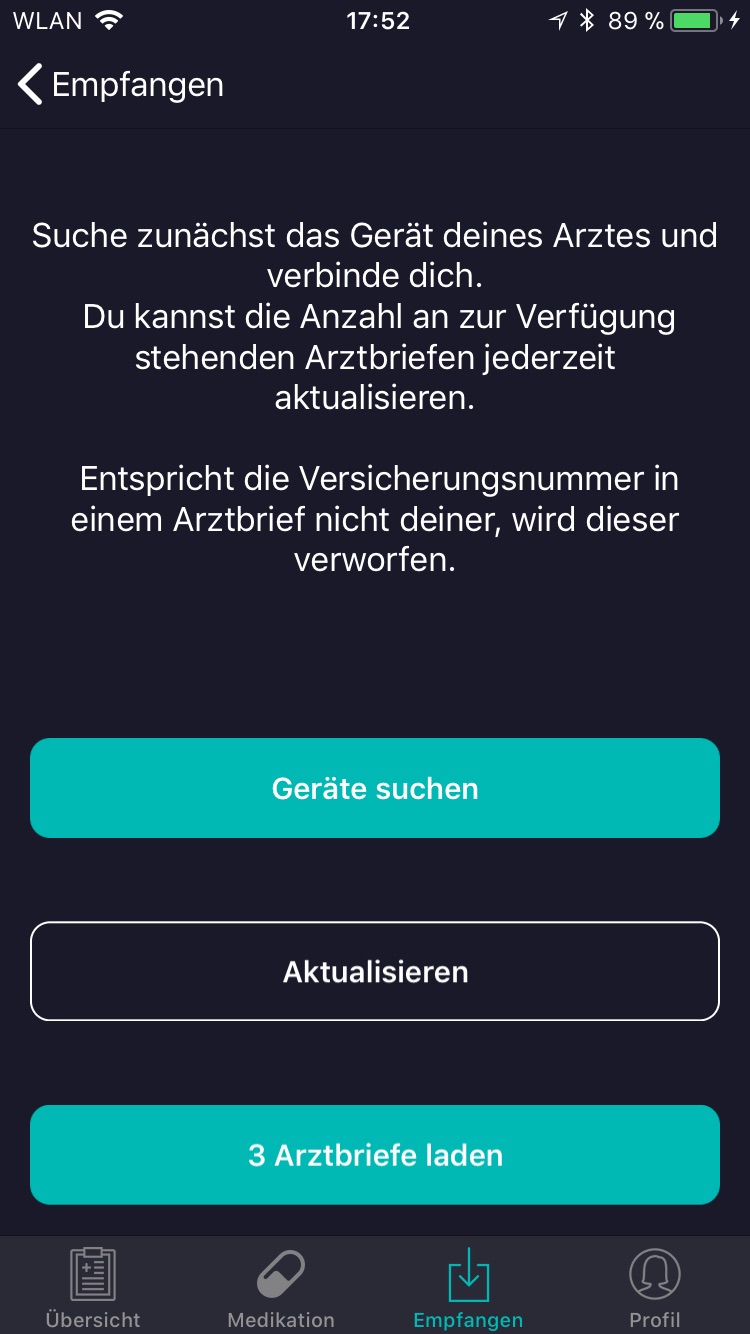 WLAN 17:52 89 %
Empfangen
Suche zunächst das Gerät deines Arztes und
verbinde dich.
Du kannst die Anzahl an zur Verfügung
stehenden Arztbriefen jederzeit
aktualisieren.
Entspricht die Versicherungsnummer in
einem Arztbrief nicht deiner, wird dieser
verworfen.
Geräte suchen
Aktualisieren
3 Arztbriefe laden
Übersicht Medikation Empfangen Profil